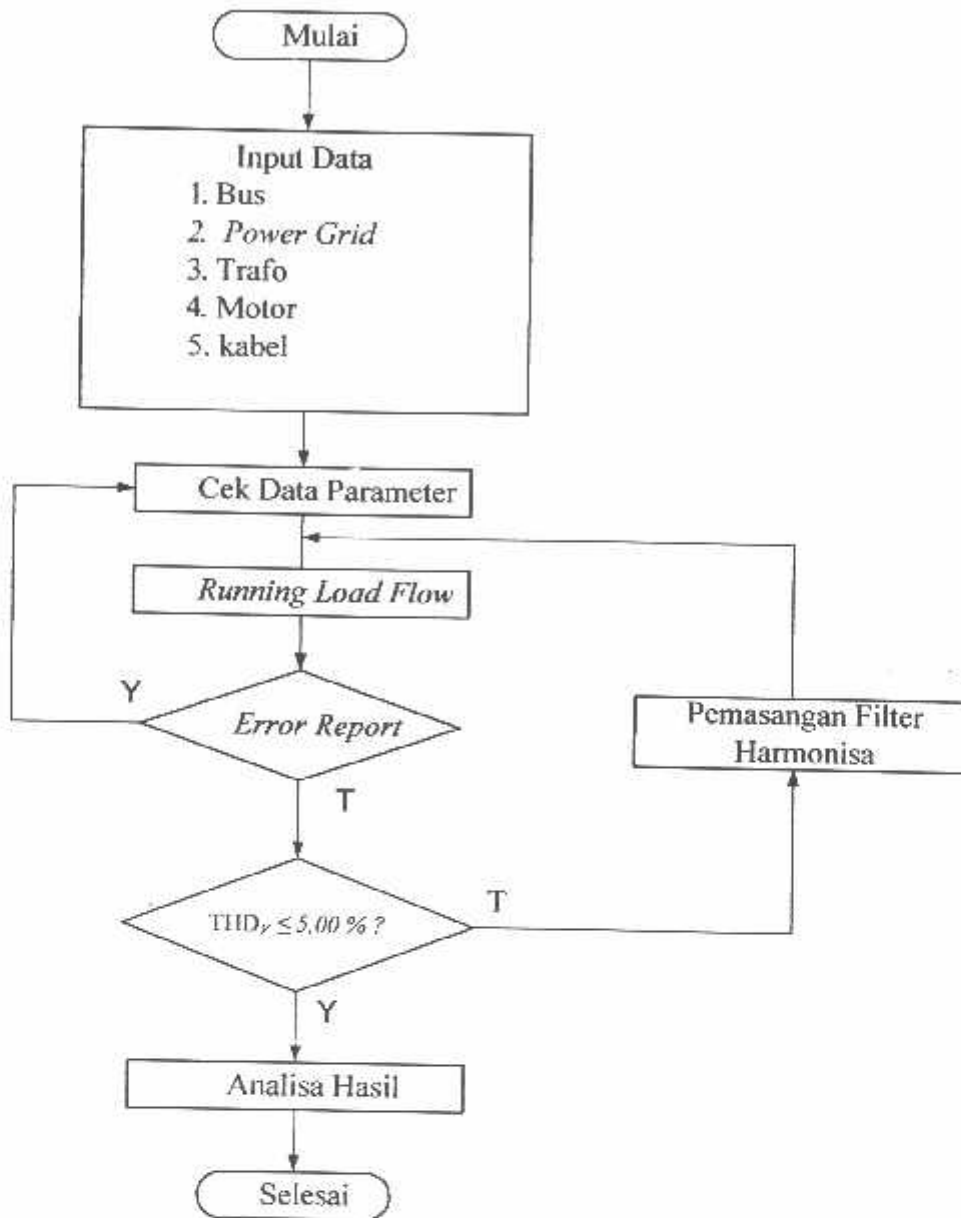 Mulai
Input Data
1. Bus
2. Power Grid
3. Trafo
4. Motor
5. kabel
Cek Data Parameter
Running Load Flow
Y
Error Report
T
Pemasangan Filter
Harmonisa
THDV ≤ 5,00 % ?
T
Y
Analisa Hasil
Selesai